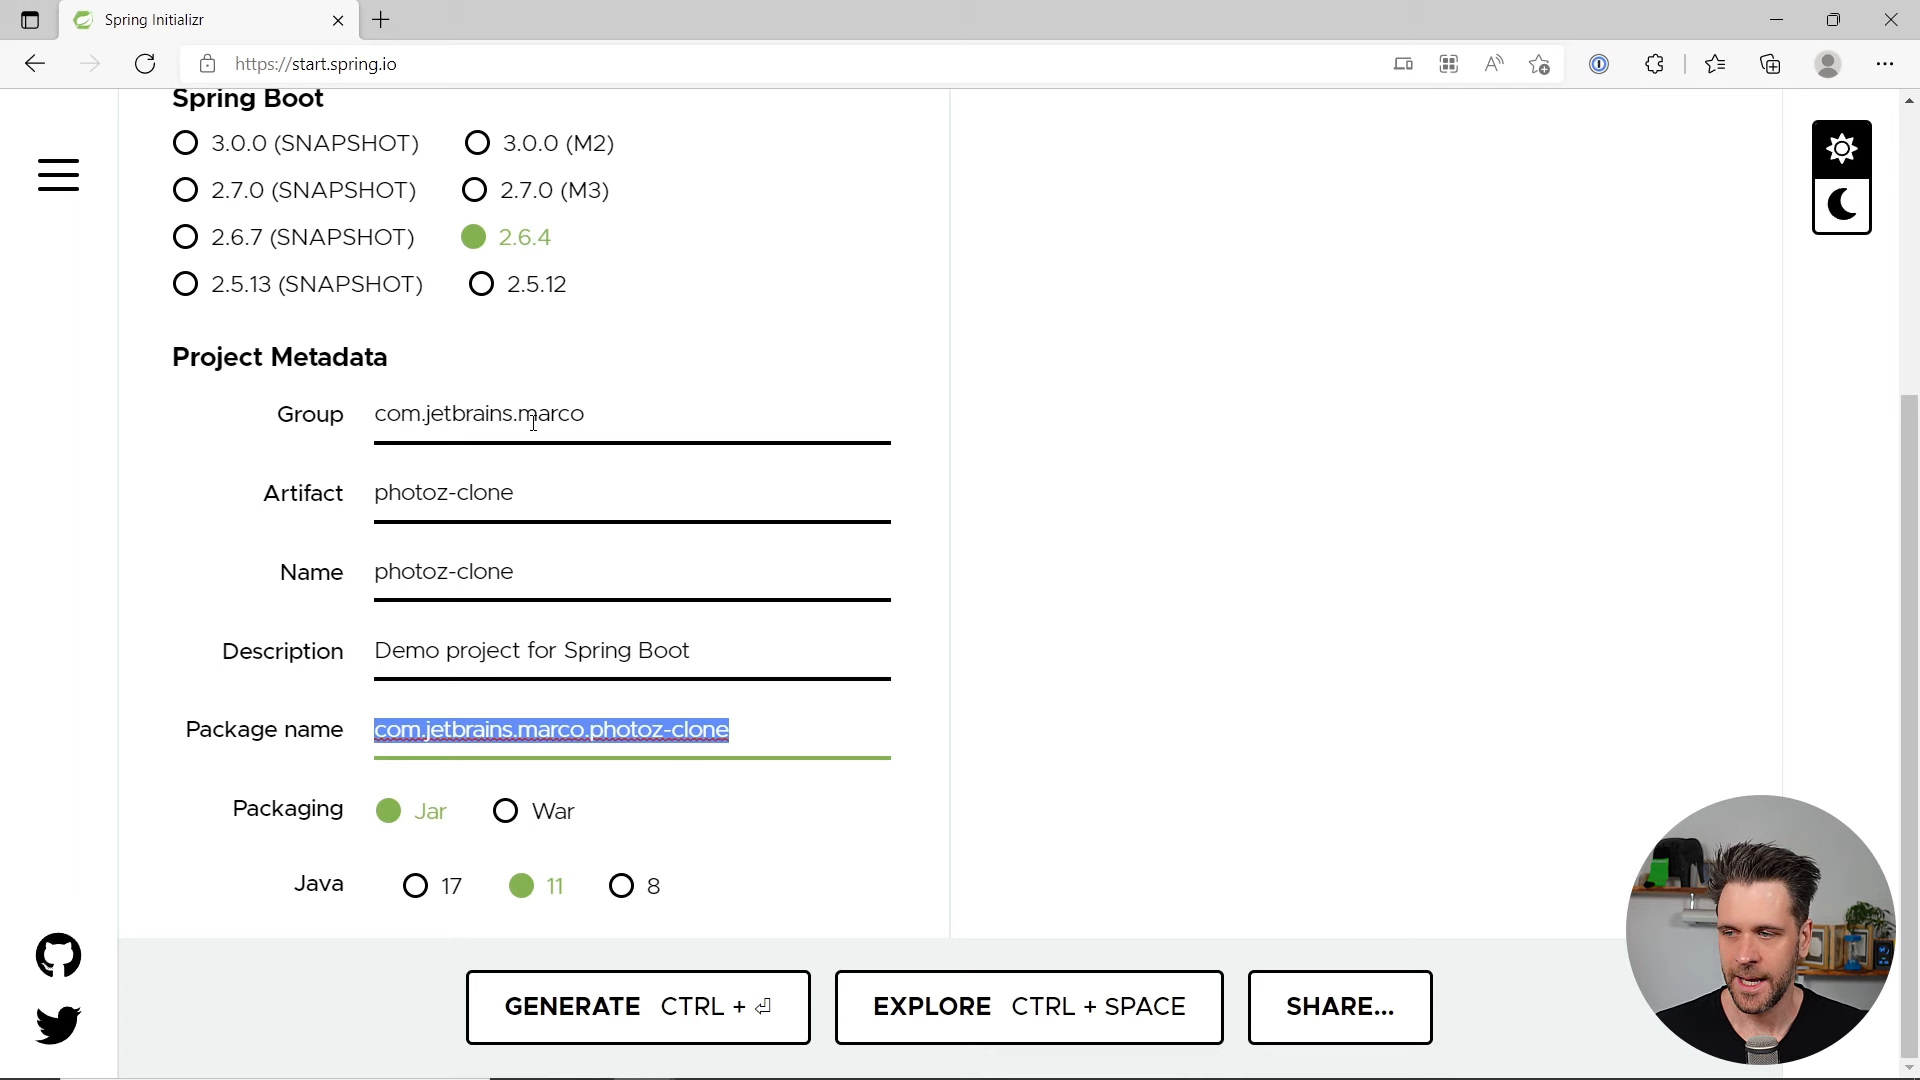 Spring Initializr
https://start.spring.io
Spring Boot
3.0.0 (SNAPSHOT) 3.0.0 (M2)
2.7.0 (SNAPSHOT) 2.7.0 (M3)
2.6.7 (SNAPSHOT) 2.6.4
2.5.13 (SNAPSHOT) 2.5.12
Project Metadata
Group com.jetbrains.marco
Artifact photoz-clone
Name photoz-clone
Description Demo project for Spring Boot
Package name com.jetbrains.marco.photoz-clone
Packaging Jar War
Java 17 11 8
GENERATE CTRL + ⏎ EXPLORE CTRL + SPACE SHARE...